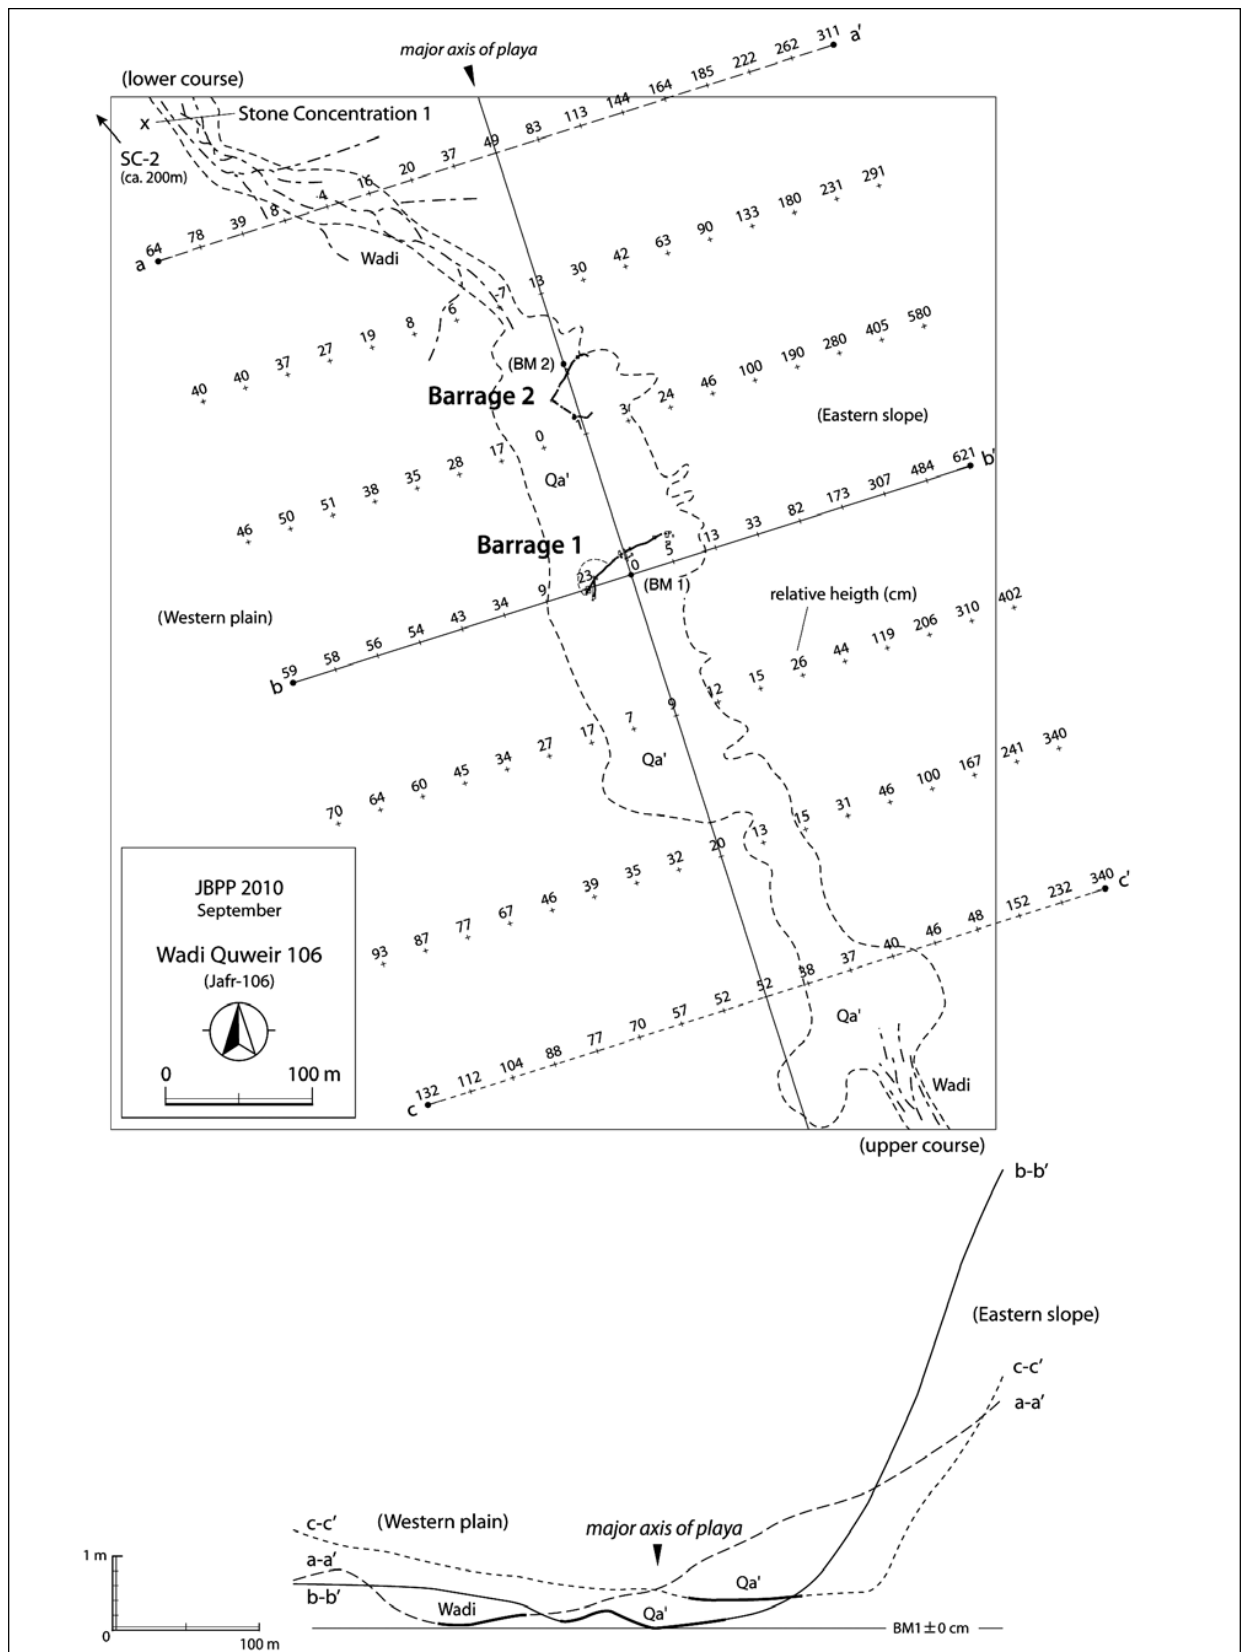 major axis of playa
(lower course)
Stone Concentration 1
x
SC-2
(ca. 200m)
a 64 78 39 8 -4 16 20 37 49 83 113 144 164 185 222 262 311 a'
Wadi
40 40 37 27 19 8 6 -7 13 30 42 63 90 133 180 231 291
(BM 2)
Barrage 2
46 50 51 38 35 28 17 0 3 24 46 100 190 280 405 580
(Eastern slope)
Qa'
Barrage 1
b 59 58 56 54 43 34 9 23 0 5 13 33 82 173 307 484 621 b'
(BM 1)
(Western plain)
relative heigth (cm)
70 64 60 45 34 27 17 7 9 12 15 26 44 119 206 310 402
Qa'
93 87 77 67 46 39 35 32 20 13 15 31 46 100 167 241 340
JBPP 2010
September
Wadi Quweir 106
(Jafr-106)
0 100 m
c 132 112 104 88 77 70 57 52 52 38 37 40 46 48 152 232 340 c'
Qa'
Wadi
(upper course)
b-b'
(Eastern slope)
c-c'
a-a'
c-c'
(Western plain)
major axis of playa
1 m
a-a'
b-b'
Wadi
Qa'
Qa'
BM1±0 cm
0
100 m